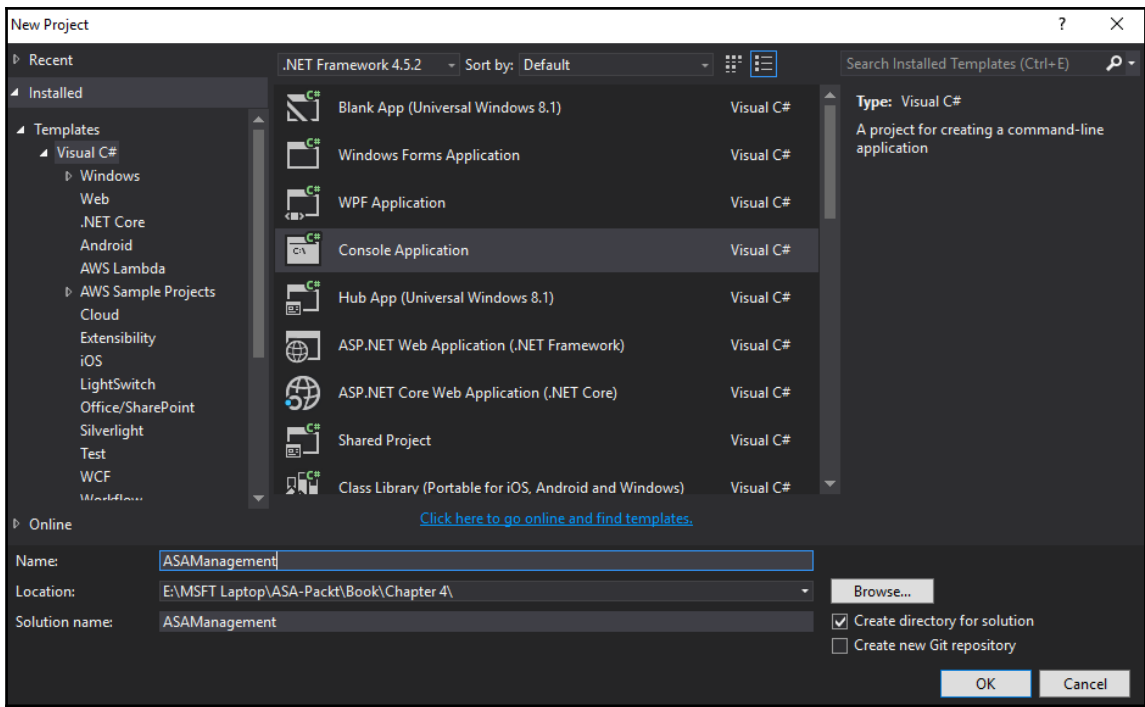 New Project
?
Recent
.NET Framework 4.5.2
Sort by: Default
Search Installed Templates (Ctrl+E)
Installed
Templates
Visual C#
Windows
Web
.NET Core
Android
AWS Lambda
AWS Sample Projects
Cloud
Extensibility
iOS
LightSwitch
Office/SharePoint
Silverlight
Test
WCF
Workflow
Online
Blank App (Universal Windows 8.1) Visual C#
Windows Forms Application Visual C#
WPF Application Visual C#
Console Application Visual C#
Hub App (Universal Windows 8.1) Visual C#
ASP.NET Web Application (.NET Framework) Visual C#
ASP.NET Core Web Application (.NET Core) Visual C#
Shared Project Visual C#
Class Library (Portable for iOS, Android and Windows) Visual C#
Click here to go online and find templates.
Type: Visual C#
A project for creating a command-line
application
Name: ASAManagement
Location: E:\MSFT Laptop\ASA-Packt\Book\Chapter 4\
Browse...
Solution name: ASAManagement
Create directory for solution
Create new Git repository
OK
Cancel